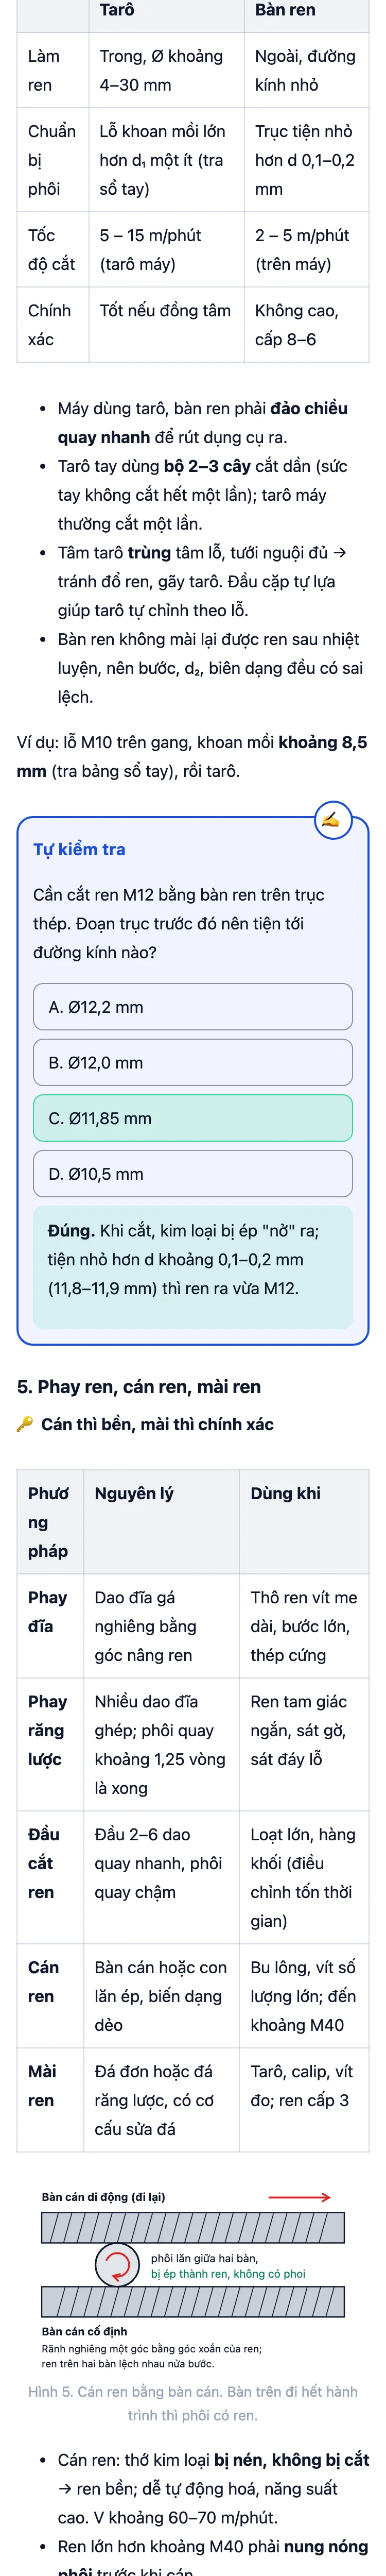 Tarô
Bàn ren
Làm
ren
Trong, Ø khoảng
4–30 mm
Ngoài, đường
kính nhỏ
Chuẩn
bị
phôi
Lỗ khoan mồi lớn
hơn d₁ một ít (tra
sổ tay)
Trục tiện nhỏ
hơn d 0,1–0,2
mm
Tốc
độ cắt
5 – 15 m/phút
(tarô máy)
2 – 5 m/phút
(trên máy)
Chính
xác
Tốt nếu đồng tâm
Không cao,
cấp 8–6
• Máy dùng tarô, bàn ren phải đảo chiều
quay nhanh để rút dụng cụ ra.
• Tarô tay dùng bộ 2–3 cây cắt dần (sức
tay không cắt hết một lần); tarô máy
thường cắt một lần.
• Tâm tarô trùng tâm lỗ, tưới nguội đủ →
tránh đổ ren, gãy tarô. Đầu cặp tự lựa
giúp tarô tự chỉnh theo lỗ.
• Bàn ren không mài lại được ren sau nhiệt
luyện, nên bước, d₂, biên dạng đều có sai
lệch.
Ví dụ: lỗ M10 trên gang, khoan mồi khoảng 8,5
mm (tra bảng sổ tay), rồi tarô.
Tự kiểm tra
Cần cắt ren M12 bằng bàn ren trên trục
thép. Đoạn trục trước đó nên tiện tới
đường kính nào?
A. Ø12,2 mm
B. Ø12,0 mm
C. Ø11,85 mm
D. Ø10,5 mm
Đúng. Khi cắt, kim loại bị ép "nở" ra;
tiện nhỏ hơn d khoảng 0,1–0,2 mm
(11,8–11,9 mm) thì ren ra vừa M12.
5. Phay ren, cán ren, mài ren
🔑 Cán thì bền, mài thì chính xác
Phươ
ng
pháp
Nguyên lý
Dùng khi
Phay
đĩa
Dao đĩa gá
nghiêng bằng
góc nâng ren
Thô ren vít me
dài, bước lớn,
thép cứng
Phay
răng
lược
Nhiều dao đĩa
ghép; phôi quay
khoảng 1,25 vòng
là xong
Ren tam giác
ngắn, sát gờ,
sát đáy lỗ
Đầu
cắt
ren
Đầu 2–6 dao
quay nhanh, phôi
quay chậm
Loạt lớn, hàng
khối (điều
chỉnh tốn thời
gian)
Cán
ren
Bàn cán hoặc con
lăn ép, biến dạng
dẻo
Bu lông, vít số
lượng lớn; đến
khoảng M40
Mài
ren
Đá đơn hoặc đá
răng lược, có cơ
cấu sửa đá
Tarô, calip, vít
đo; ren cấp 3
Bàn cán di động (đi lại)
phôi lăn giữa hai bàn,
bị ép thành ren, không có phoi
Bàn cán cố định
Rãnh nghiêng một góc bằng góc xoắn của ren;
ren trên hai bàn lệch nhau nửa bước.
Hình 5. Cán ren bằng bàn cán. Bàn trên đi hết hành
trình thì phôi có ren.
• Cán ren: thớ kim loại bị nén, không bị cắt
→ ren bền; dễ tự động hoá, năng suất
cao. V khoảng 60–70 m/phút.
• Ren lớn hơn khoảng M40 phải nung nóng
phôi trước khi cán.